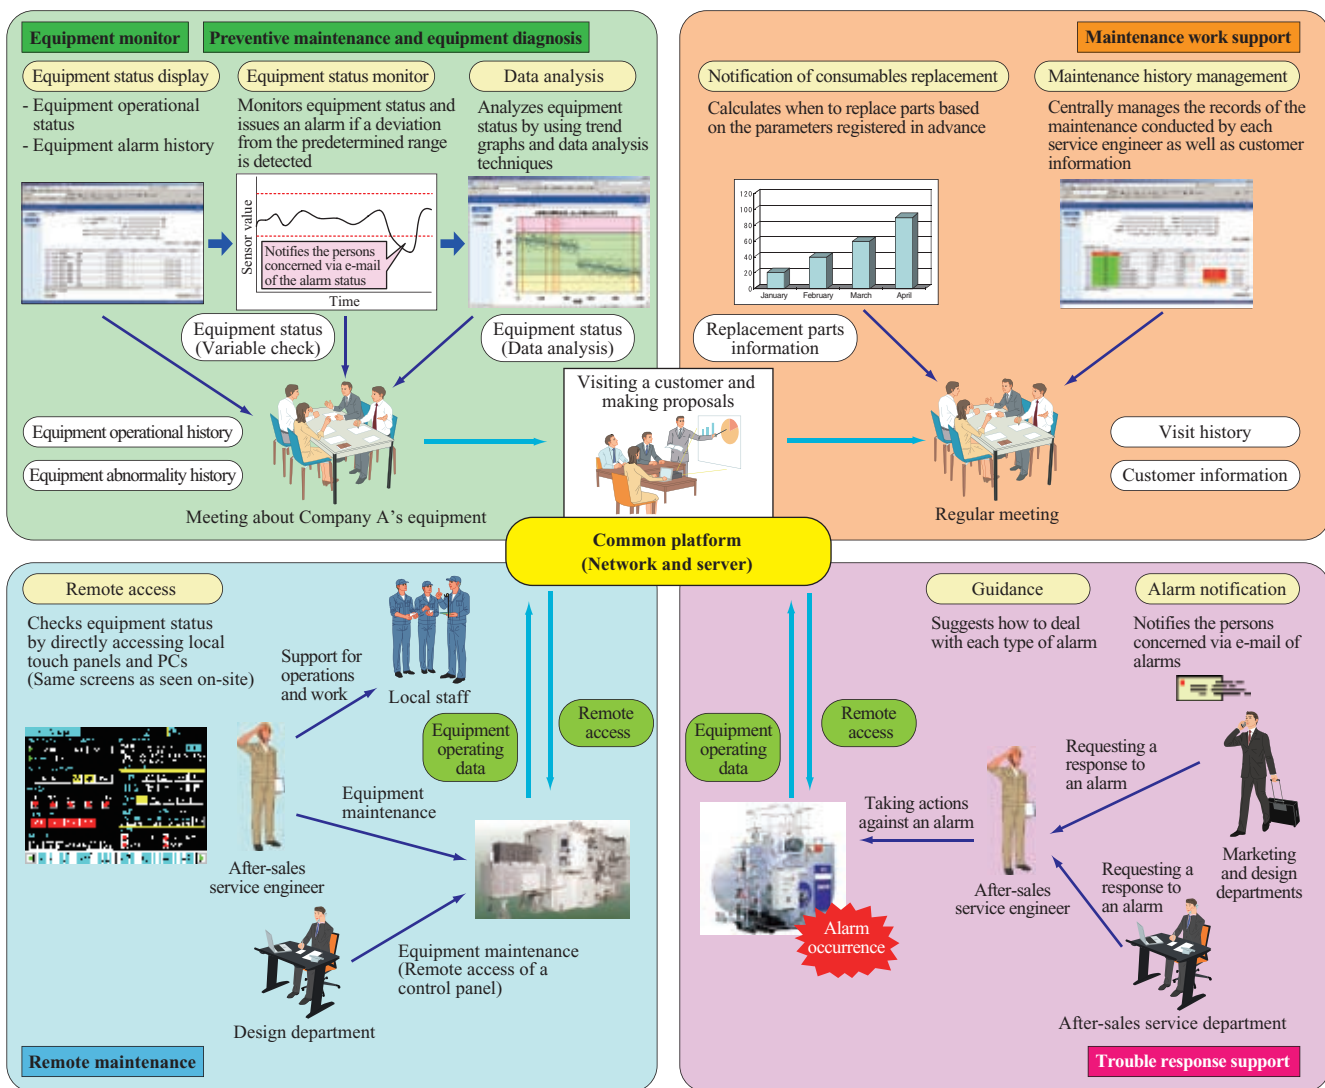 Equipment monitor
Preventive maintenance and equipment diagnosis
Equipment status display
- Equipment operational
status
- Equipment alarm history
Equipment status monitor
Monitors equipment status and
issues an alarm if a deviation
from the predetermined range
is detected
Data analysis
Analyzes equipment
status by using trend
graphs and data analysis
techniques
Sensor value
Notifies the persons
concerned via e-mail
of the alarm status
Time
Equipment status
(Variable check)
Equipment status
(Data analysis)
Equipment operational history
Equipment abnormality history
Meeting about Company A's equipment
Visiting a customer and
making proposals
Maintenance work support
Notification of consumables replacement
Calculates when to replace parts based
on the parameters registered in advance
Maintenance history management
Centrally manages the records of the
maintenance conducted by each
service engineer as well as customer
information
120
100
80
60
40
20
0
January
February
March
April
Replacement parts
information
Visit history
Customer information
Regular meeting
Common platform
(Network and server)
Remote access
Checks equipment status
by directly accessing local
touch panels and PCs
(Same screens as seen on-site)
Support for
operations
and work
Local staff
Equipment
operating
data
Remote
access
Equipment
maintenance
After-sales
service engineer
Equipment maintenance
(Remote access of a
control panel)
Design department
Remote maintenance
Guidance
Suggests how to deal
with each type of alarm
Alarm notification
Notifies the persons
concerned via e-mail of
alarms
Equipment
operating
data
Remote
access
Requesting a
response to
an alarm
Taking actions
against an alarm
Marketing
and design
departments
After-sales
service engineer
Requesting a
response to
an alarm
Alarm
occurrence
After-sales service department
Trouble response support